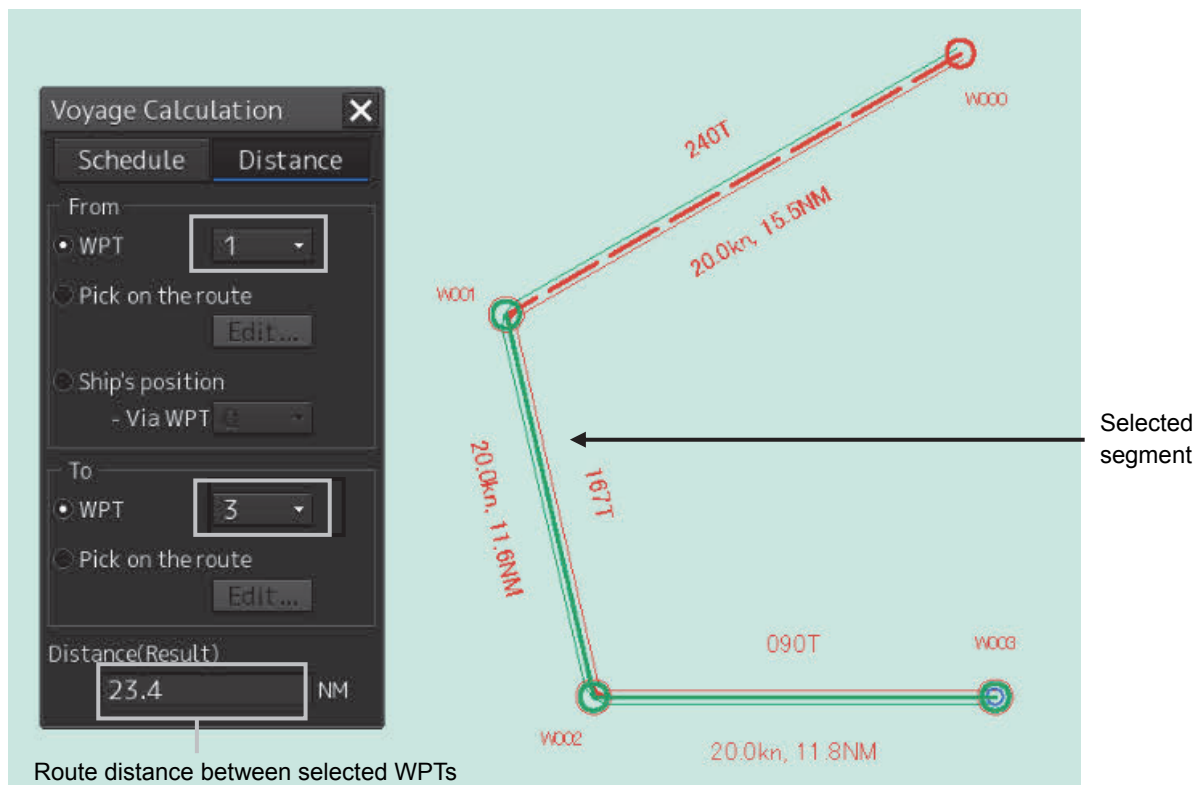 Voyage Calculation
Schedule Distance
From
WPT 1
Pick on the route
Edit...
Ship's position
- Via WPT
To
WPT 3
Pick on the route
Edit...
Distance(Result)
23.4 NM
Route distance between selected WPTs
W000
240T
20.0kn, 15.5NM
W001
20.0kn, 11.6NM
167T
Selected
segment
090T
W003
W002
20.0kn, 11.8NM